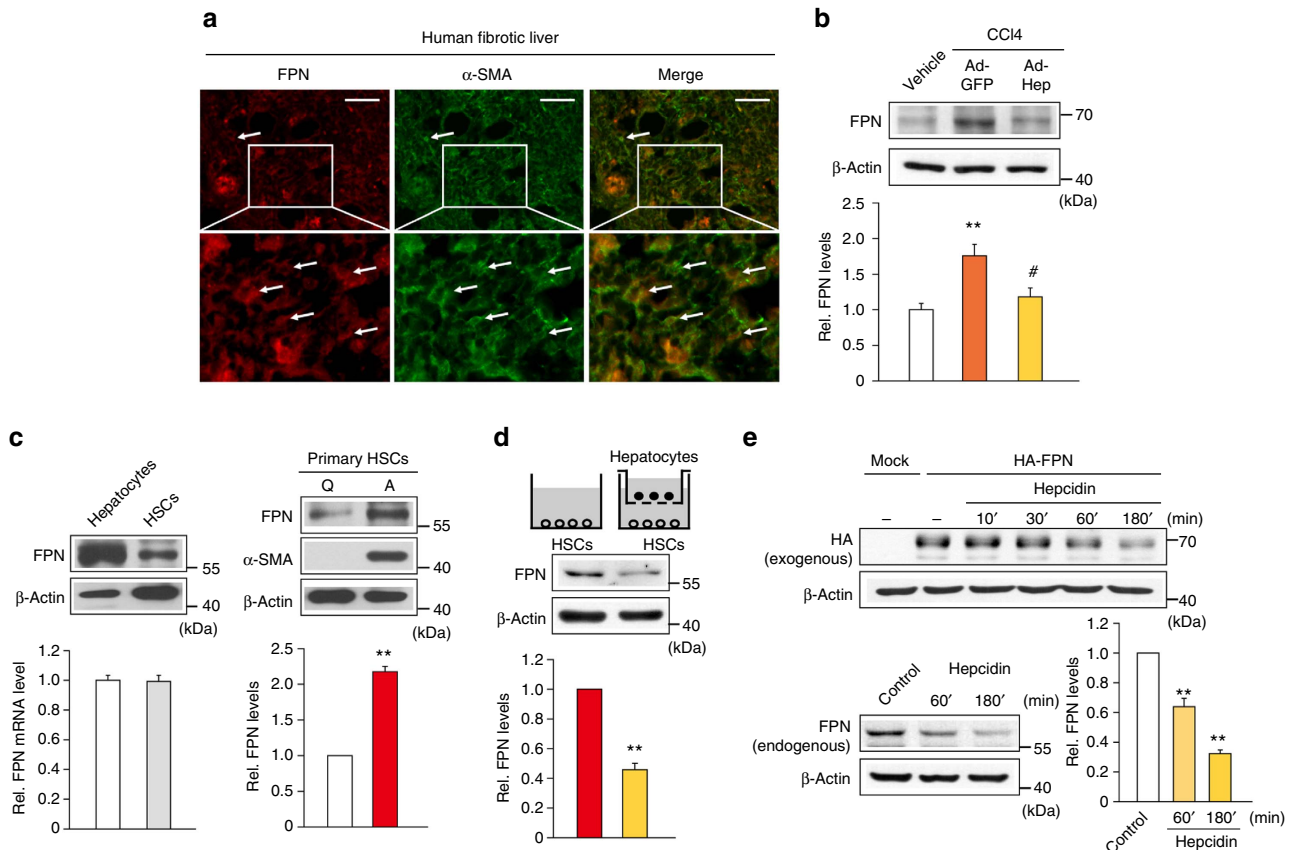 a
Human fibrotic liver
FPN α-SMA Merge
b
CCl4
Vehicle Ad-GFP Ad-Hep
FPN 70
β-Actin 40
(kDa)
Rel. FPN levels
2.5
2.0
1.5
1.0
0.5
0
**
#
c
Hepatocytes HSCs
FPN 55
β-Actin 40
(kDa)
Rel. FPN mRNA level
1.2
1.0
0.8
0.6
0.4
0.2
0
Primary HSCs
Q A
FPN 55
α-SMA 40
β-Actin 40
(kDa)
Rel. FPN levels
2.5
2.0
1.5
1.0
0.5
0
**
d
Hepatocytes
HSCs HSCs
FPN 55
β-Actin 40
(kDa)
Rel. FPN levels
1.2
1.0
0.8
0.6
0.4
0.2
0
**
e
Mock HA-FPN
Hepcidin
– – 10′ 30′ 60′ 180′ (min)
HA (exogenous) 70
β-Actin 40
(kDa)
Hepcidin
Control 60′ 180′ (min)
FPN (endogenous) 55
β-Actin 40
(kDa)
Rel. FPN levels
1.2
1.0
0.8
0.6
0.4
0.2
0
**
**
Control 60′ 180′ (min)
Hepcidin